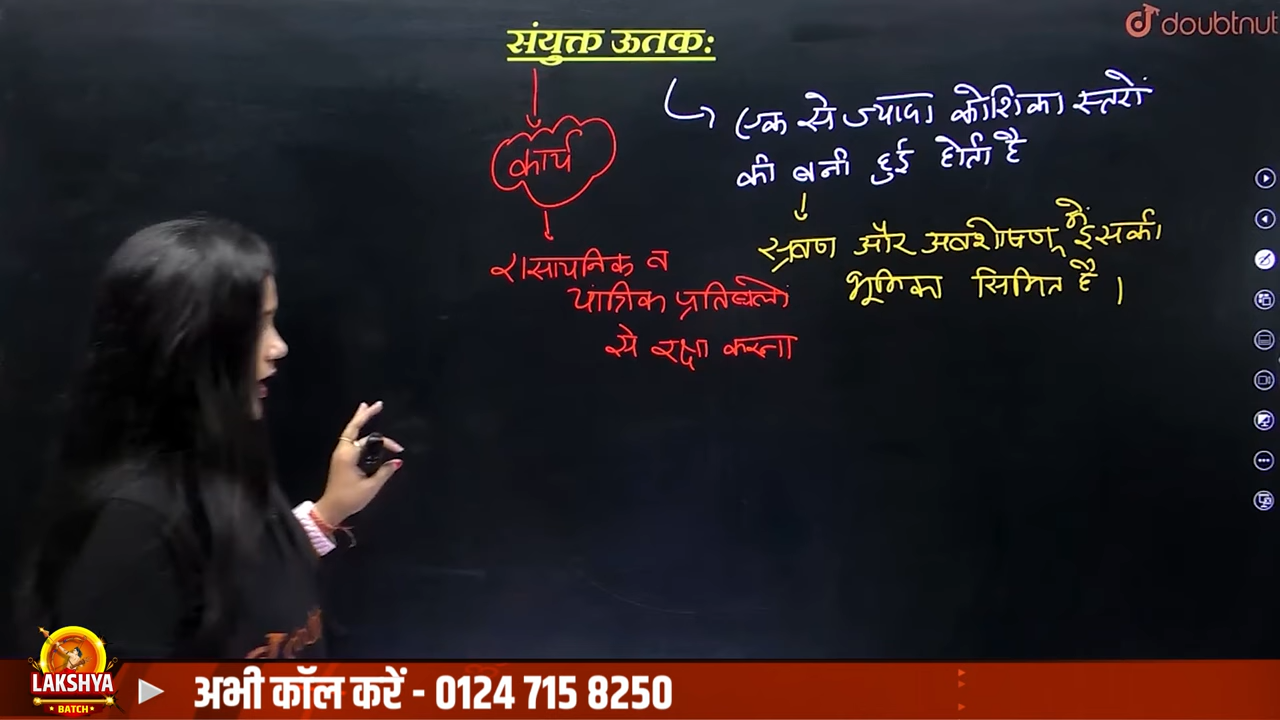 doubtnut
संयुक्त ऊतक:
एक से ज्यादा कोशिका स्तरों
की बनी हुई होती है
कार्य
स्रवण और अवशोषण में इसकी
भूमिका सिमित है ।
रासायनिक व
यांत्रिक प्रतिबलों
से रक्षा करना
LAKSHYA
BATCH
अभी कॉल करें - 0124 715 8250